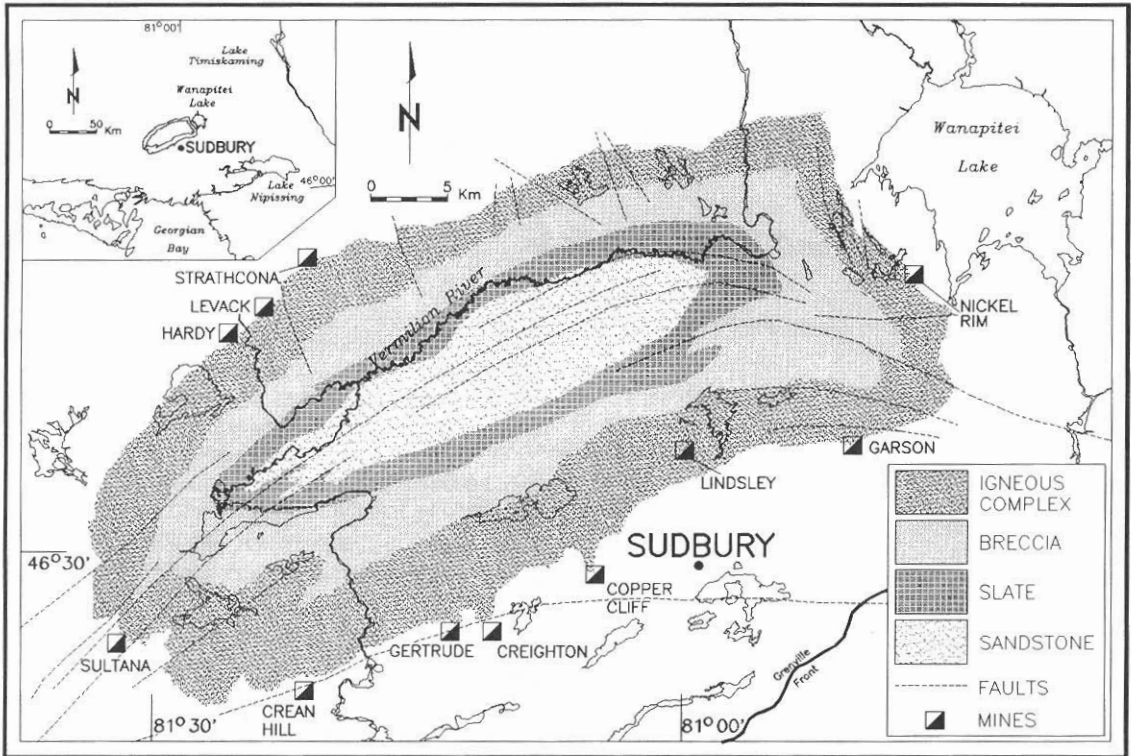 81°00'
Lake
Timiskaming
Wanapitei
Lake
N
0 50 Km
SUDBURY
Lake
Nipissing
46°00'
Georgian
Bay
N
0 5
Km
Wanapitei
Lake
STRATHCONA
LEVACK
HARDY
Vermilion River
NICKEL
RIM
GARSON
LINDSLEY
46°30'
SUDBURY
COPPER
CLIFF
SULTANA
GERTRUDE
CREIGHTON
CREAN
HILL
81°30'
81°00'
Grenville
Front
IGNEOUS
COMPLEX
BRECCIA
SLATE
SANDSTONE
FAULTS
MINES